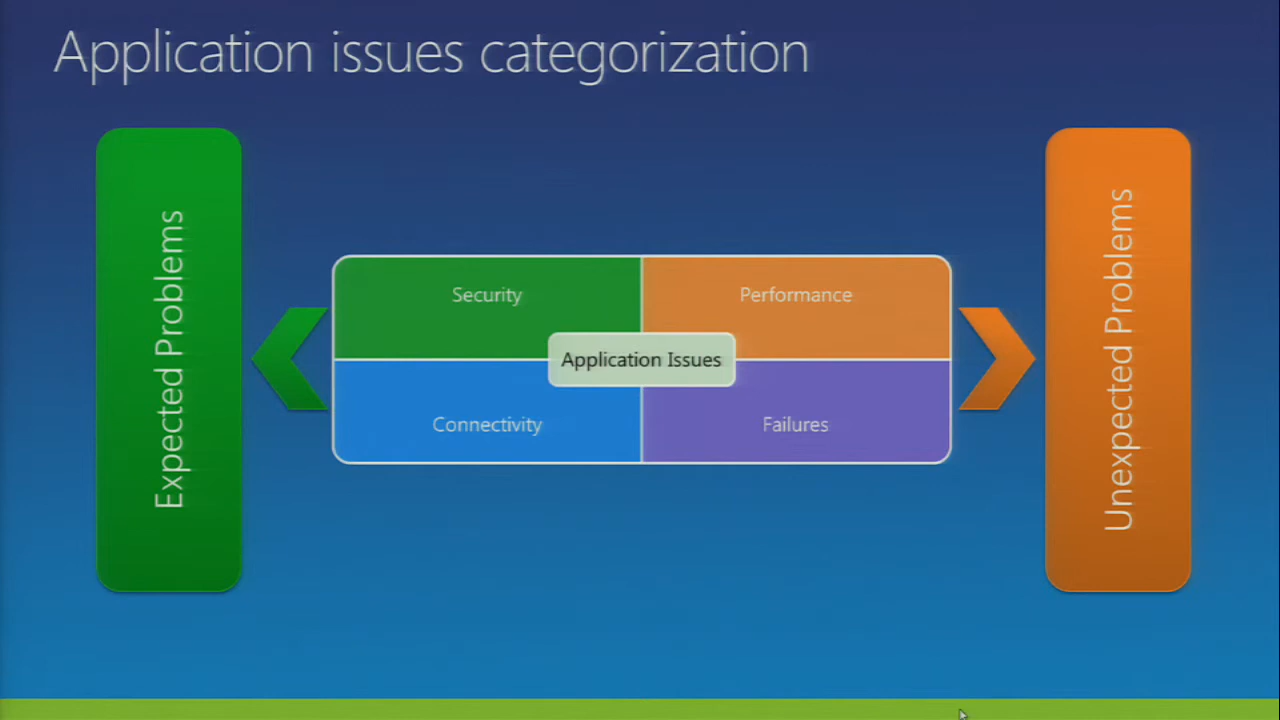 Application issues categorization
Expected Problems
Security
Performance
Application Issues
Connectivity
Failures
Unexpected Problems